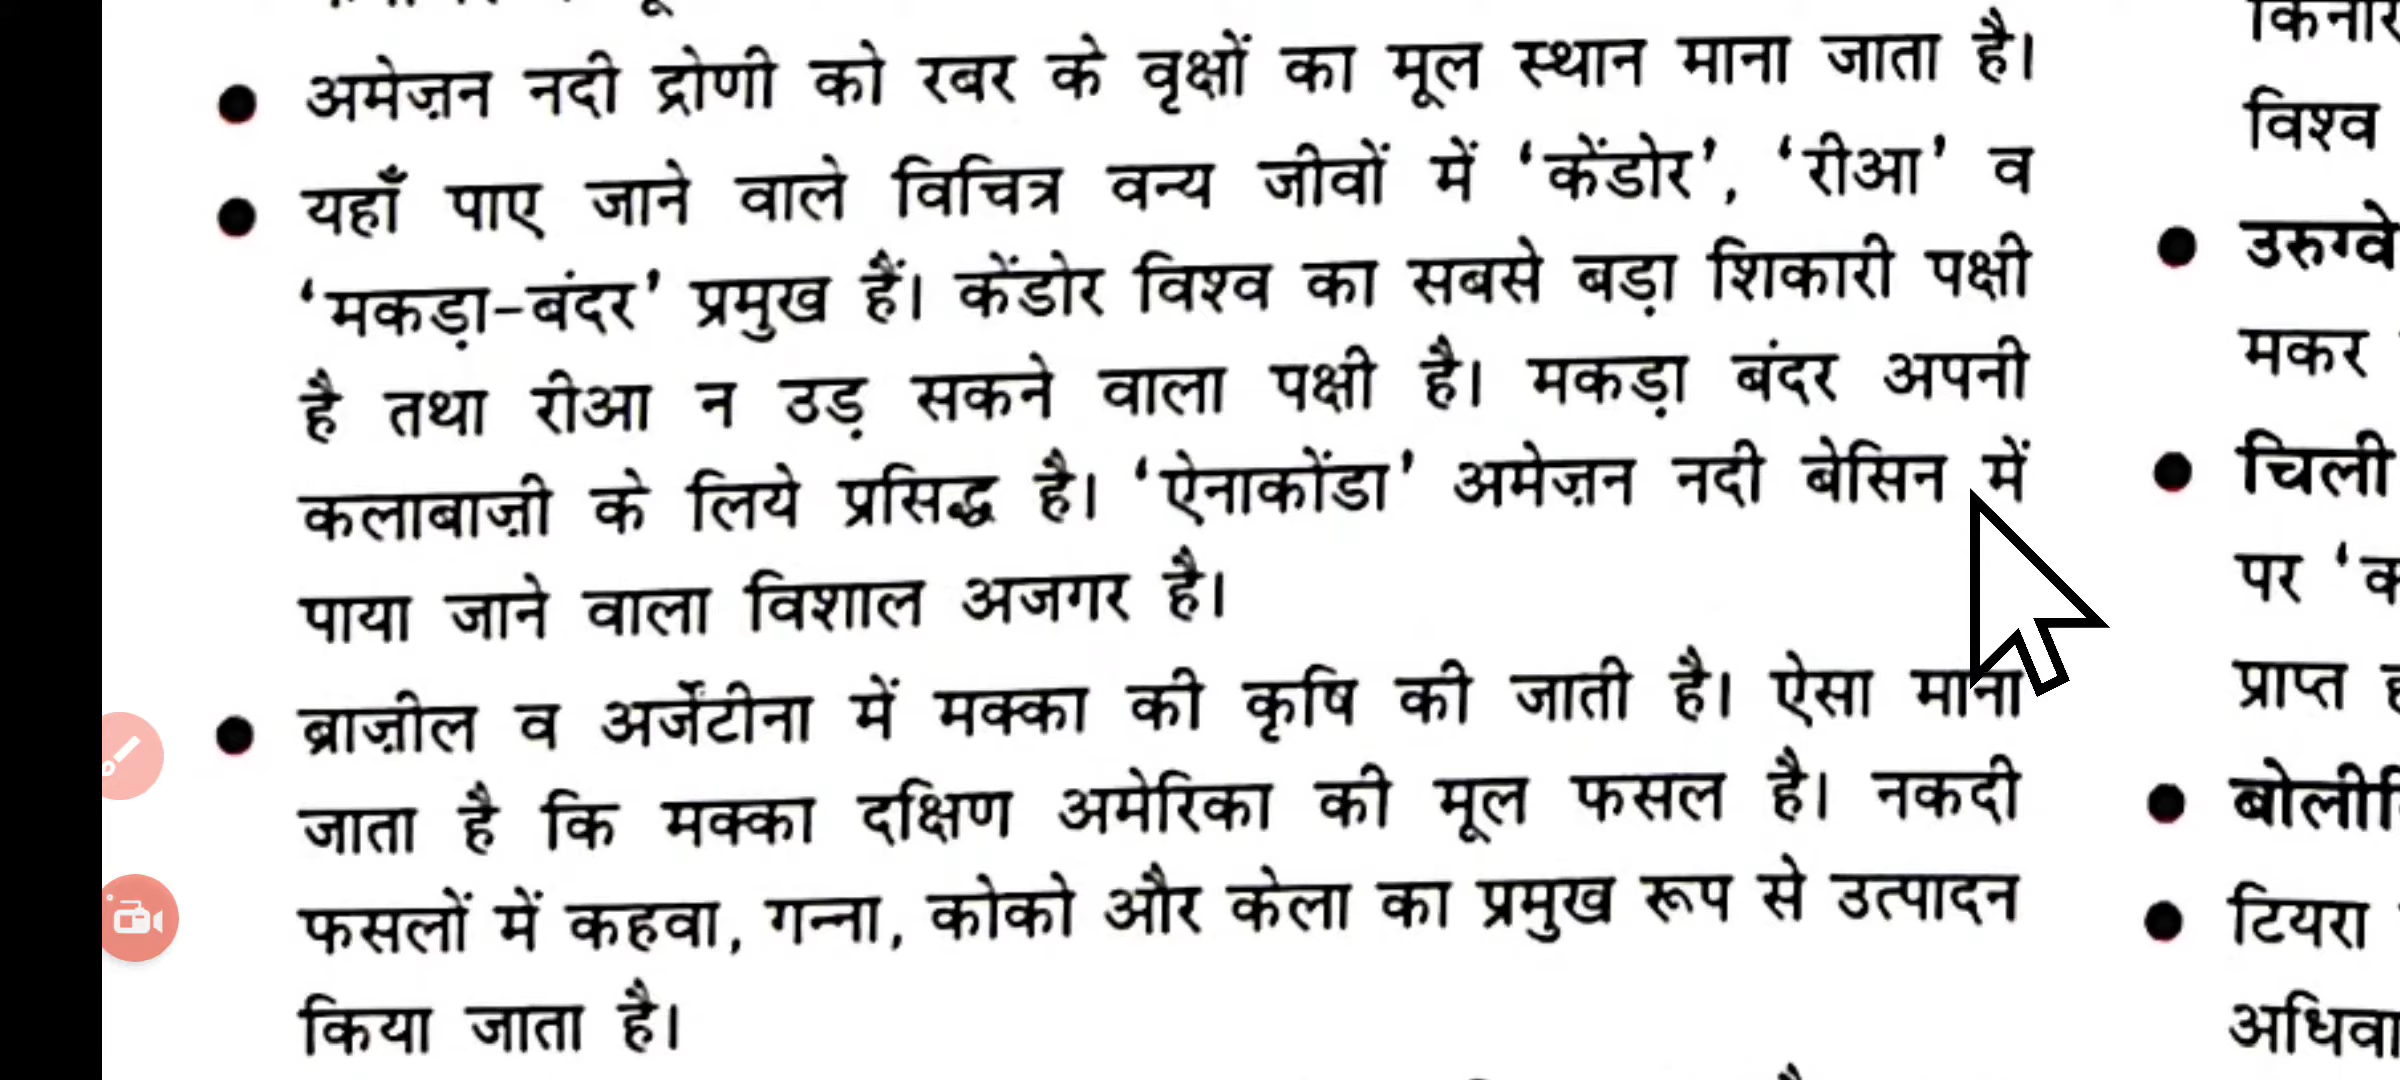 ● अमेज़न नदी द्रोणी को रबर के वृक्षों का मूल स्थान माना जाता है।
● यहाँ पाए जाने वाले विचित्र वन्य जीवों में ‘केंडोर’, ‘रीआ’ व
‘मकड़ा-बंदर’ प्रमुख हैं। केंडोर विश्व का सबसे बड़ा शिकारी पक्षी
है तथा रीआ न उड़ सकने वाला पक्षी है। मकड़ा बंदर अपनी
कलाबाज़ी के लिये प्रसिद्ध है। ‘ऐनाकोंडा’ अमेज़न नदी बेसिन में
पाया जाने वाला विशाल अजगर है।
● ब्राज़ील व अर्जेंटीना में मक्का की कृषि की जाती है। ऐसा माना
जाता है कि मक्का दक्षिण अमेरिका की मूल फसल है। नकदी
फसलों में कहवा, गन्ना, कोको और केला का प्रमुख रूप से उत्पादन
किया जाता है।
विश्व
● उरुग्वे
मकर
● चिली
पर
प्राप्त
●
● टियरा